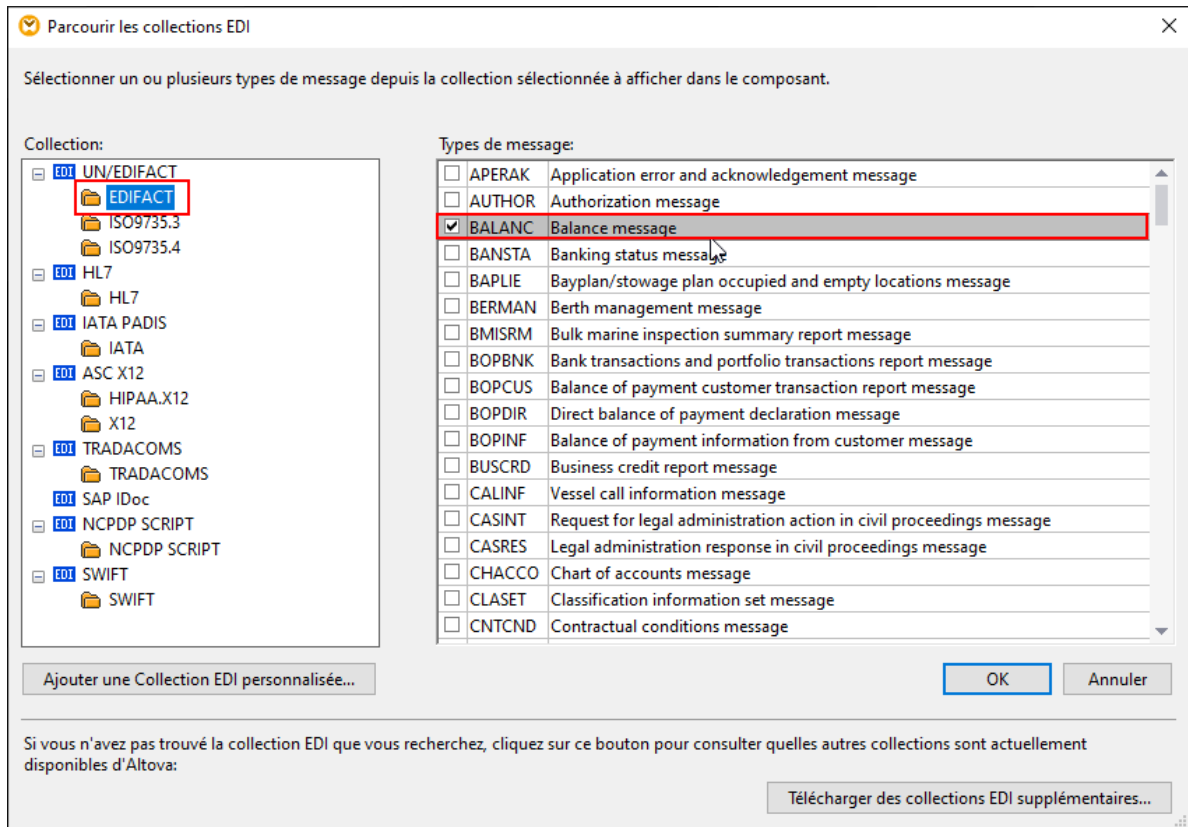 Parcourir les collections EDI
Sélectionner un ou plusieurs types de message depuis la collection sélectionnée à afficher dans le composant.
Collection:
EDI UN/EDIFACT
EDIFACT
ISO9735.3
ISO9735.4
EDI HL7
HL7
EDI IATA PADIS
IATA
EDI ASC X12
HIPAA.X12
X12
EDI TRADACOMS
TRADACOMS
EDI SAP IDoc
EDI NCPDP SCRIPT
NCPDP SCRIPT
EDI SWIFT
SWIFT
Types de message:
APERAK Application error and acknowledgement message
AUTHOR Authorization message
BALANC Balance message
BANSTA Banking status message
BAPLIE Bayplan/stowage plan occupied and empty locations message
BERMAN Berth management message
BMISRM Bulk marine inspection summary report message
BOPBNK Bank transactions and portfolio transactions report message
BOPCUS Balance of payment customer transaction report message
BOPDIR Direct balance of payment declaration message
BOPINF Balance of payment information from customer message
BUSCRD Business credit report message
CALINF Vessel call information message
CASINT Request for legal administration action in civil proceedings message
CASRES Legal administration response in civil proceedings message
CHACCO Chart of accounts message
CLASET Classification information set message
CNTCND Contractual conditions message
Ajouter une Collection EDI personnalisée...
OK
Annuler
Si vous n'avez pas trouvé la collection EDI que vous recherchez, cliquez sur ce bouton pour consulter quelles autres collections sont actuellement
disponibles d'Altova:
Télécharger des collections EDI supplémentaires...